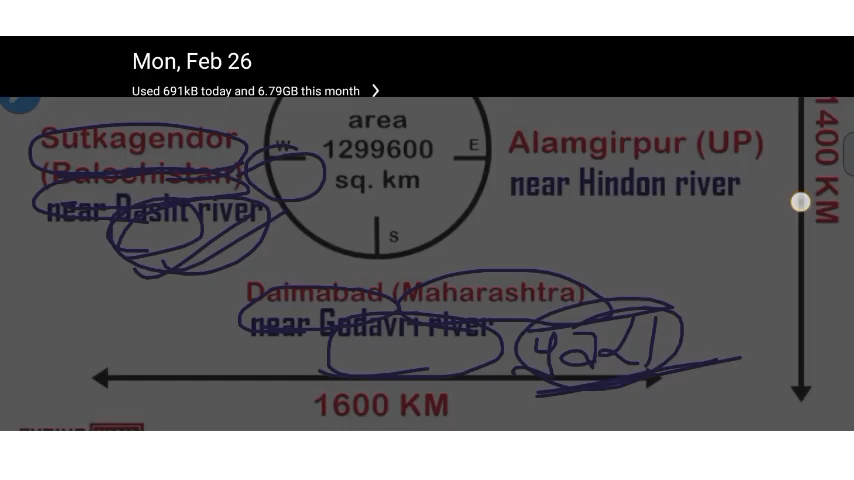 Mon, Feb 26
Used 691kB today and 6.79GB this month
area
1299600
sq. km
W
E
S
Sutkagendor
(Balochistan)
near Dasht river
Alamgirpur (UP)
near Hindon river
1400 KM
Daimabad (Maharashtra)
near Godavri river
1600 KM